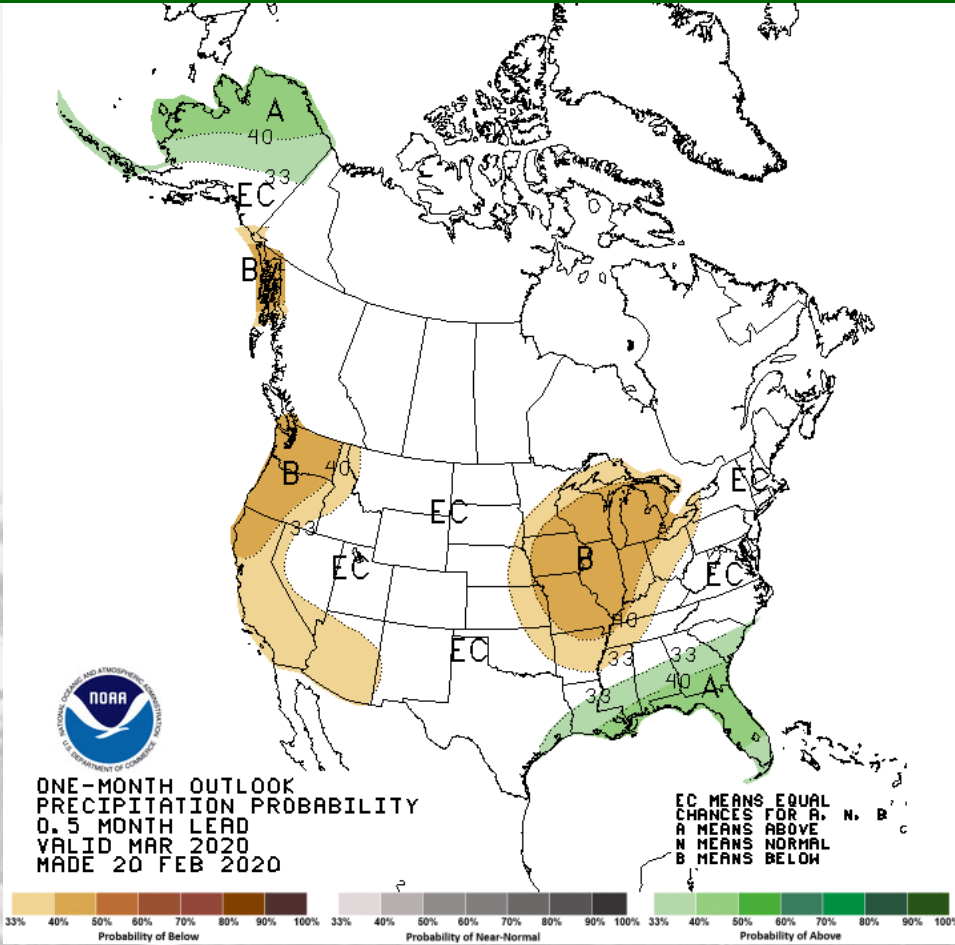 A
40
33
EC
B
B
40
EC
33
EC
EC
B
EC
40
EC
33
33
33
40
A
NATIONAL OCEANIC AND ATMOSPHERIC ADMINISTRATION
NOAA
U.S. DEPARTMENT OF COMMERCE
ONE-MONTH OUTLOOK
PRECIPITATION PROBABILITY
0.5 MONTH LEAD
VALID MAR 2020
MADE 20 FEB 2020
EC MEANS EQUAL
CHANCES FOR A, N, B
A MEANS ABOVE
N MEANS NORMAL
B MEANS BELOW
33% 40% 50% 60% 70% 80% 90% 100%
Probability of Below
33% 40% 50% 60% 70% 80% 90% 100%
Probability of Near-Normal
33% 40% 50% 60% 70% 80% 90% 100%
Probability of Above